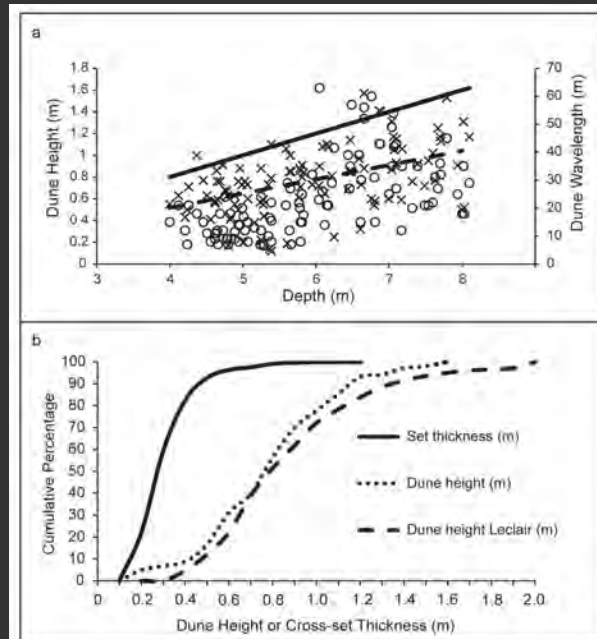 a
1.8
1.6
1.4
1.2
1
0.8
0.6
0.4
0.2
0
Dune Height (m)
70
60
50
40
30
20
10
0
Dune Wavelength (m)
3 4 5 6 7 8 9
Depth (m)
b
100
90
80
70
60
50
40
30
20
10
0
Cumulative Percentage
Set thickness (m)
Dune height (m)
Dune height Leclair (m)
0 0.2 0.4 0.6 0.8 1.0 1.2 1.4 1.6 1.8 2.0
Dune Height or Cross-set Thickness (m)